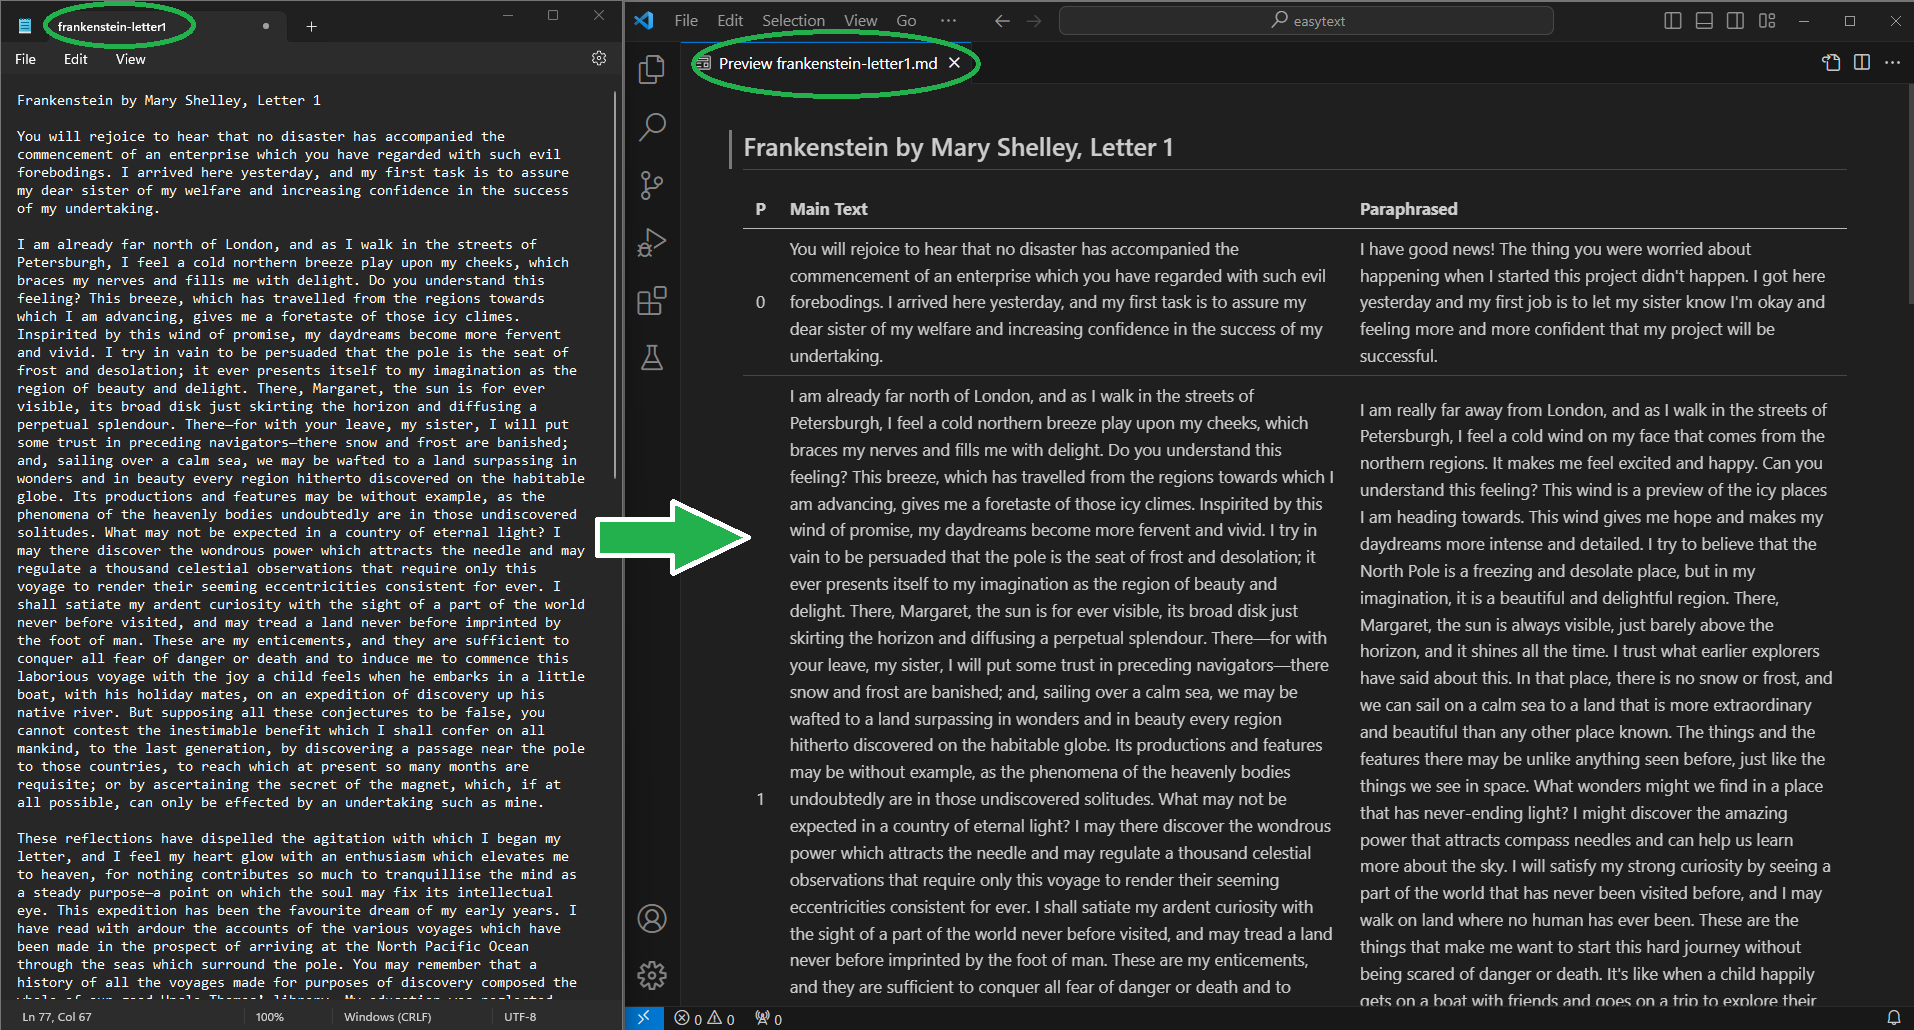 frankenstein-letter1
File Edit View
Frankenstein by Mary Shelley, Letter 1
You will rejoice to hear that no disaster has accompanied the
commencement of an enterprise which you have regarded with such evil
forebodings. I arrived here yesterday, and my first task is to assure
my dear sister of my welfare and increasing confidence in the success
of my undertaking.
I am already far north of London, and as I walk in the streets of
Petersburgh, I feel a cold northern breeze play upon my cheeks, which
braces my nerves and fills me with delight. Do you understand this
feeling? This breeze, which has travelled from the regions towards
which I am advancing, gives me a foretaste of those icy climes.
Inspirited by this wind of promise, my daydreams become more fervent
and vivid. I try in vain to be persuaded that the pole is the seat of
frost and desolation; it ever presents itself to my imagination as the
region of beauty and delight. There, Margaret, the sun is for ever
visible, its broad disk just skirting the horizon and diffusing a
perpetual splendour. There—for with your leave, my sister, I will put
some trust in preceding navigators—there snow and frost are banished;
and, sailing over a calm sea, we may be wafted to a land surpassing in
wonders and in beauty every region hitherto discovered on the habitable
globe. Its productions and features may be without example, as the
phenomena of the heavenly bodies undoubtedly are in those undiscovered
solitudes. What may not be expected in a country of eternal light? I
may there discover the wondrous power which attracts the needle and may
regulate a thousand celestial observations that require only this
voyage to render their seeming eccentricities consistent for ever. I
shall satiate my ardent curiosity with the sight of a part of the world
never before visited, and may tread a land never before imprinted by
the foot of man. These are my enticements, and they are sufficient to
conquer all fear of danger or death and to induce me to commence this
laborious voyage with the joy a child feels when he embarks in a little
boat, with his holiday mates, on an expedition of discovery up his
native river. But supposing all these conjectures to be false, you
cannot contest the inestimable benefit which I shall confer on all
mankind, to the last generation, by discovering a passage near the pole
to those countries, to reach which at present so many months are
requisite; or by ascertaining the secret of the magnet, which, if at
all possible, can only be effected by an undertaking such as mine.
These reflections have dispelled the agitation with which I began my
letter, and I feel my heart glow with an enthusiasm which elevates me
to heaven, for nothing contributes so much to tranquillise the mind as
a steady purpose—a point on which the soul may fix its intellectual
eye. This expedition has been the favourite dream of my early years. I
have read with ardour the accounts of the various voyages which have
been made in the prospect of arriving at the North Pacific Ocean
through the seas which surround the pole. You may remember that a
history of all the voyages made for purposes of discovery composed the
Ln 77, Col 67 100% Windows (CRLF) UTF-8
File Edit Selection View Go ··· easytext
Preview frankenstein-letter1.md
Frankenstein by Mary Shelley, Letter 1
P Main Text Paraphrased
0
You will rejoice to hear that no disaster has accompanied the
commencement of an enterprise which you have regarded with such evil
forebodings. I arrived here yesterday, and my first task is to assure my
dear sister of my welfare and increasing confidence in the success of my
undertaking.
I have good news! The thing you were worried about
happening when I started this project didn't happen. I got here
yesterday and my first job is to let my sister know I'm okay and
feeling more and more confident that my project will be
successful.
1
I am already far north of London, and as I walk in the streets of
Petersburgh, I feel a cold northern breeze play upon my cheeks, which
braces my nerves and fills me with delight. Do you understand this
feeling? This breeze, which has travelled from the regions towards which I
am advancing, gives me a foretaste of those icy climes. Inspirited by this
wind of promise, my daydreams become more fervent and vivid. I try in
vain to be persuaded that the pole is the seat of frost and desolation; it
ever presents itself to my imagination as the region of beauty and
delight. There, Margaret, the sun is for ever visible, its broad disk just
skirting the horizon and diffusing a perpetual splendour. There—for with
your leave, my sister, I will put some trust in preceding navigators—there
snow and frost are banished; and, sailing over a calm sea, we may be
wafted to a land surpassing in wonders and in beauty every region
hitherto discovered on the habitable globe. Its productions and features
may be without example, as the phenomena of the heavenly bodies
undoubtedly are in those undiscovered solitudes. What may not be
expected in a country of eternal light? I may there discover the wondrous
power which attracts the needle and may regulate a thousand celestial
observations that require only this voyage to render their seeming
eccentricities consistent for ever. I shall satiate my ardent curiosity with
the sight of a part of the world never before visited, and may tread a land
never before imprinted by the foot of man. These are my enticements,
and they are sufficient to conquer all fear of danger or death and to
I am really far away from London, and as I walk in the streets of
Petersburgh, I feel a cold wind on my face that comes from the
northern regions. It makes me feel excited and happy. Can you
understand this feeling? This wind is a preview of the icy places
I am heading towards. This wind gives me hope and makes my
daydreams more intense and detailed. I try to believe that the
North Pole is a freezing and desolate place, but in my
imagination, it is a beautiful and delightful region. There,
Margaret, the sun is always visible, just barely above the
horizon, and it shines all the time. I trust what earlier explorers
have said about this. In that place, there is no snow or frost, and
we can sail on a calm sea to a land that is more extraordinary
and beautiful than any other place known. The things and the
features there may be unlike anything seen before, just like the
things we see in space. What wonders might we find in a place
that has never-ending light? I might discover the amazing
power that attracts compass needles and can help us learn
more about the sky. I will satisfy my strong curiosity by seeing a
part of the world that has never been visited before, and I may
walk on land where no human has ever been. These are the
things that make me want to start this hard journey without
being scared of danger or death. It's like when a child happily
gets on a boat with friends and goes on a trip to explore their
0 0 0